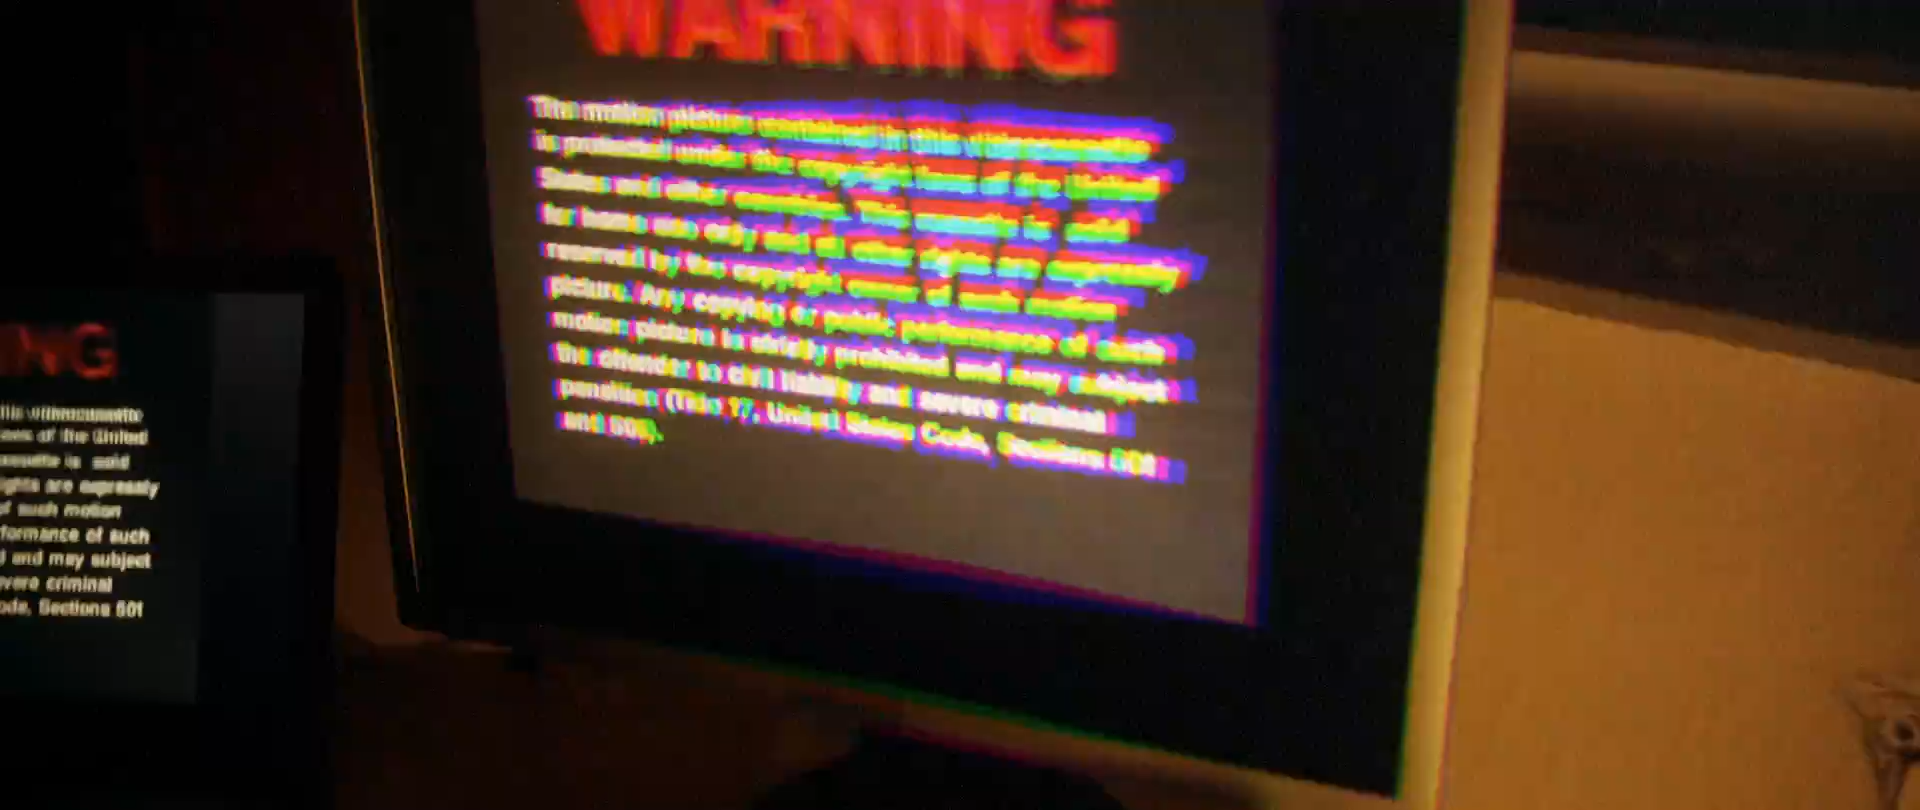 WARNING
The motion picture contained in this videocassette
is protected under the copyright laws of the United
States and other countries. This cassette is sold
for home use only and all other rights are expressly
reserved by the copyright owner of such motion
picture. Any copying or public performance of such
motion picture is strictly prohibited and may subject
the offender to civil liability and severe criminal
penalties (Title 17, United States Code, Sections 501
and 506).
ING
this videocassette
aws of the United
assette is sold
ights are expressly
of such motion
formance of such
d and may subject
evere criminal
ode, Sections 501